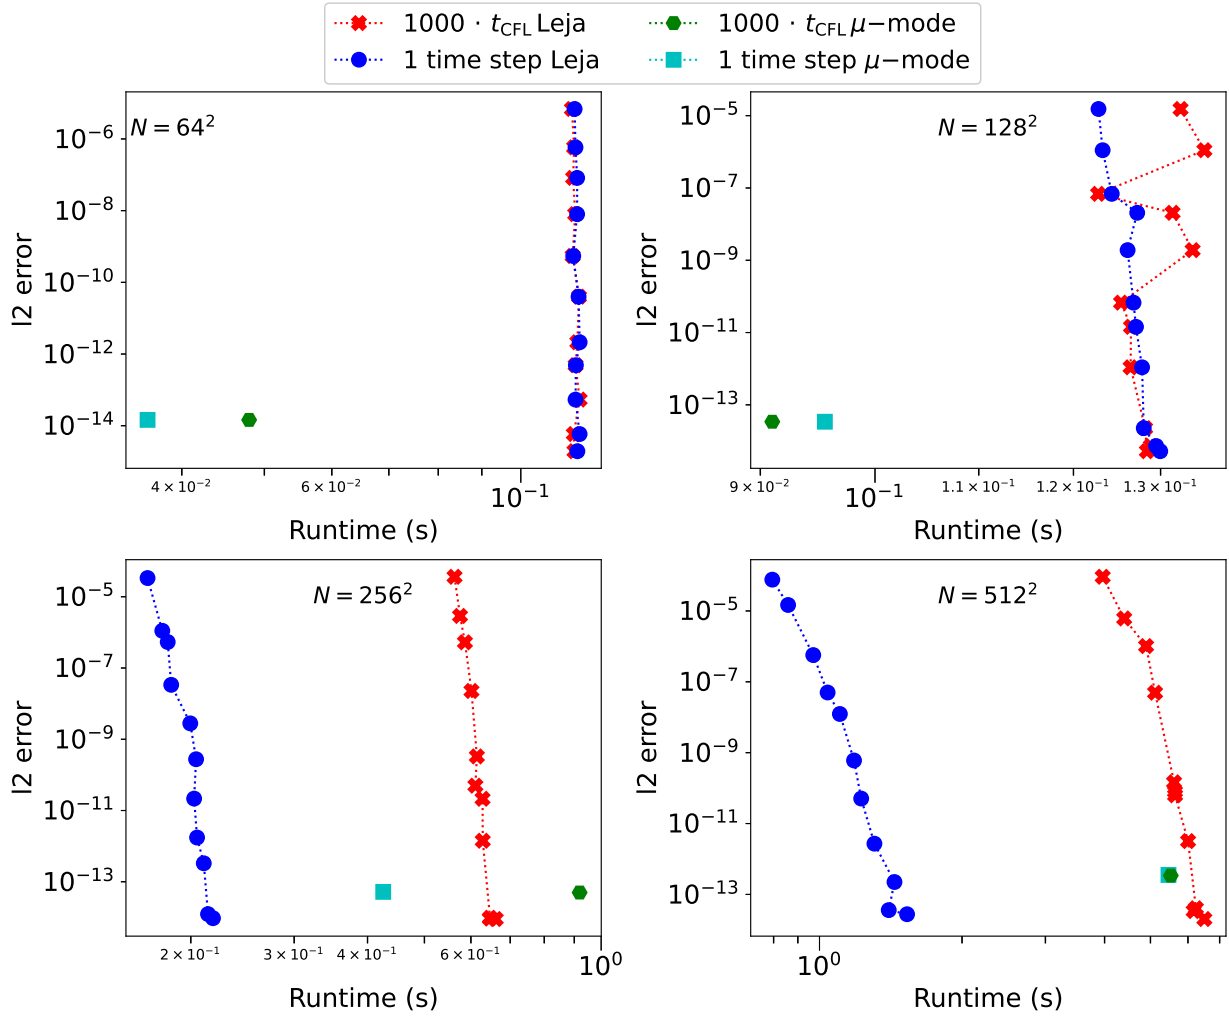 1000 · t_CFL Leja
1 time step Leja
1000 · t_CFL μ−mode
1 time step μ−mode
N = 64²
10⁻⁶
10⁻⁸
10⁻¹⁰
10⁻¹²
10⁻¹⁴
l2 error
4 × 10⁻²
6 × 10⁻²
10⁻¹
Runtime (s)
N = 128²
10⁻⁵
10⁻⁷
10⁻⁹
10⁻¹¹
10⁻¹³
l2 error
9 × 10⁻²
10⁻¹
1.1 × 10⁻¹
1.2 × 10⁻¹
1.3 × 10⁻¹
Runtime (s)
N = 256²
10⁻⁵
10⁻⁷
10⁻⁹
10⁻¹¹
10⁻¹³
l2 error
2 × 10⁻¹
3 × 10⁻¹
4 × 10⁻¹
6 × 10⁻¹
10⁰
Runtime (s)
N = 512²
10⁻⁵
10⁻⁷
10⁻⁹
10⁻¹¹
10⁻¹³
l2 error
10⁰
Runtime (s)